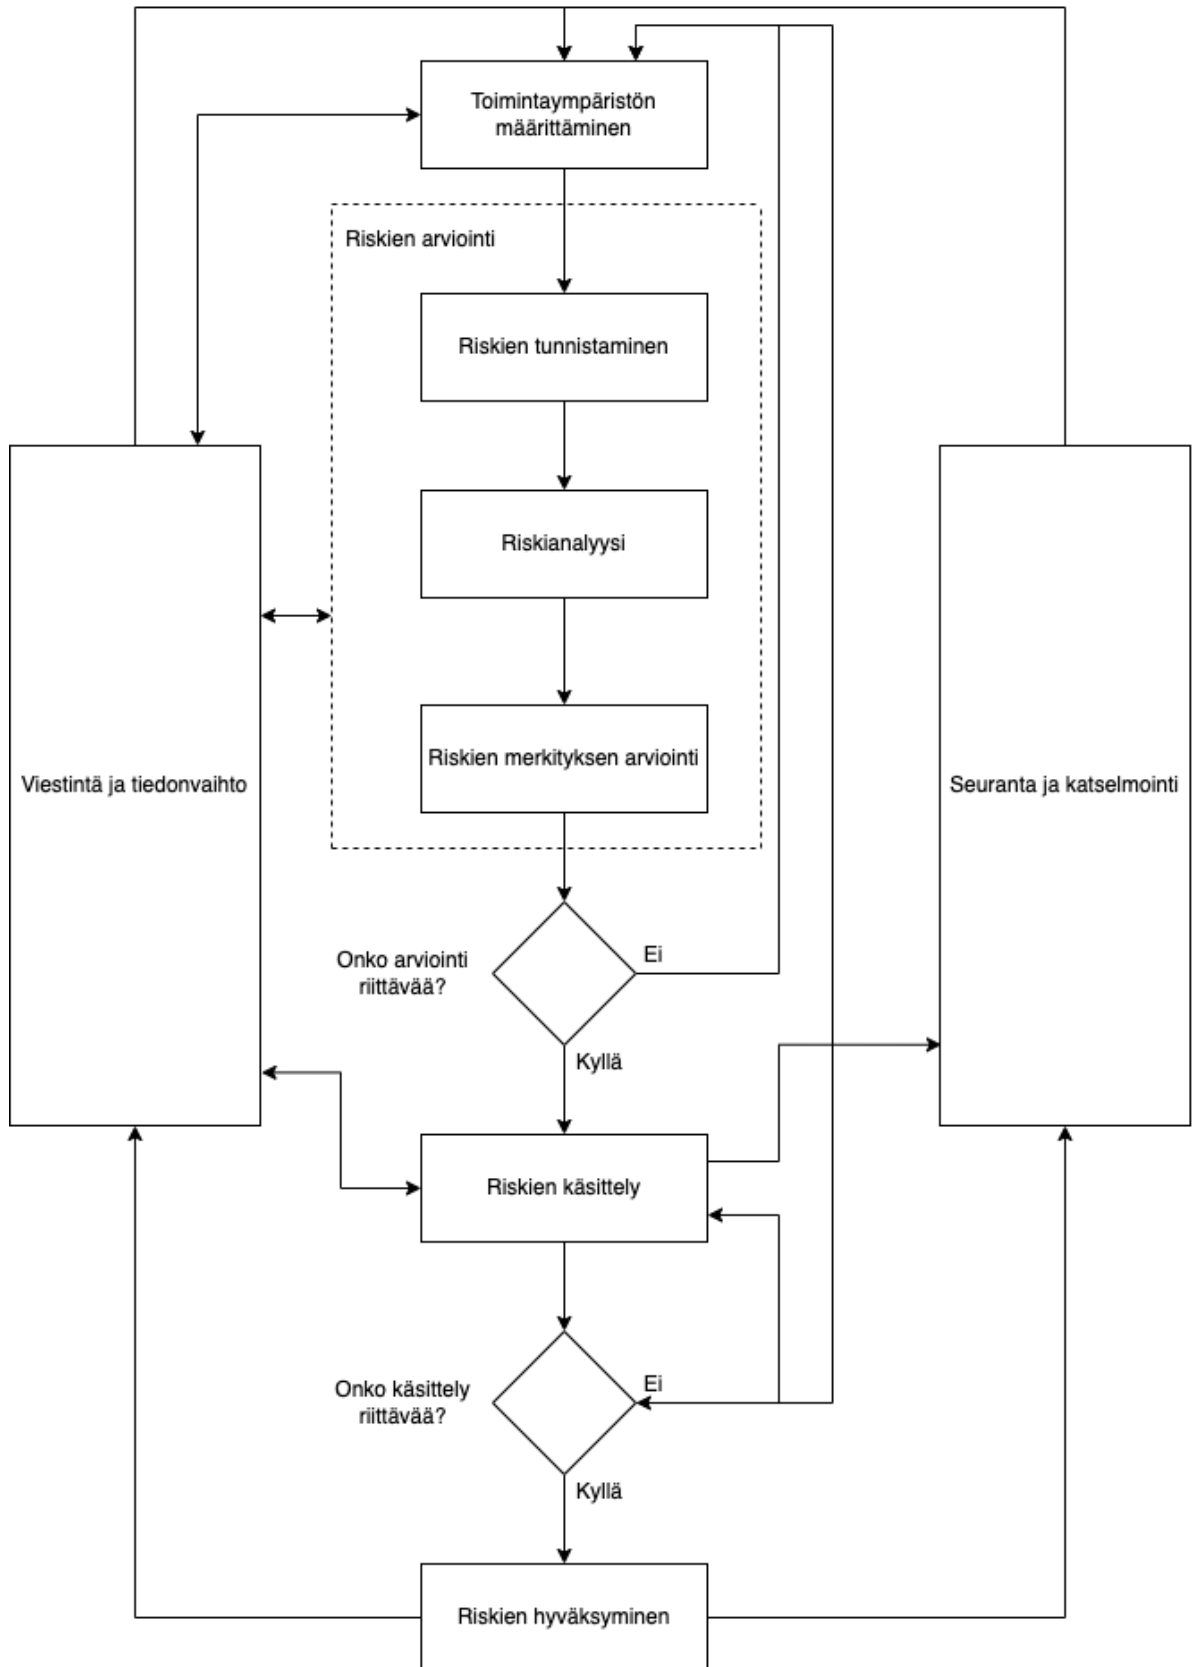 Toimintaympäristön
määrittäminen
Riskien arviointi
Riskien tunnistaminen
Riskianalyysi
Riskien merkityksen arviointi
Viestintä ja tiedonvaihto
Seuranta ja katselmointi
Onko arviointi
riittävää?
Ei
Kyllä
Riskien käsittely
Onko käsittely
riittävää?
Ei
Kyllä
Riskien hyväksyminen